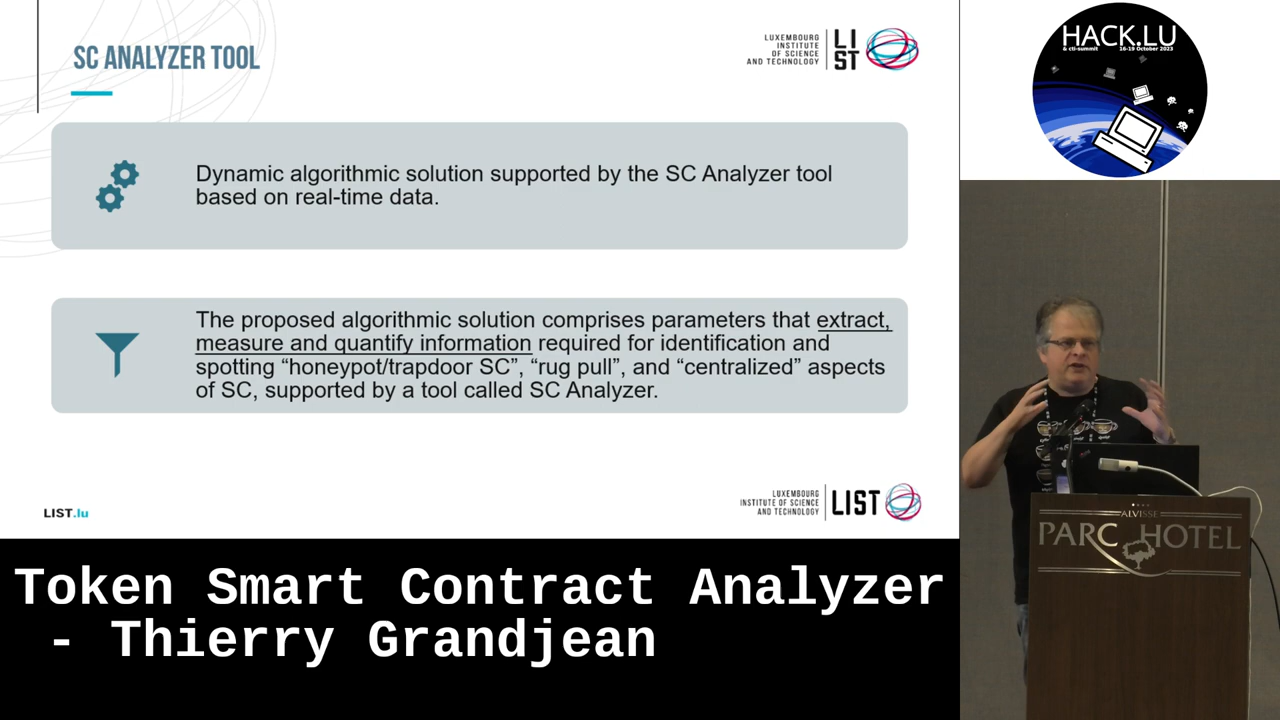 SC ANALYZER TOOL
LUXEMBOURG
INSTITUTE
OF SCIENCE
AND TECHNOLOGY
LI
ST
Dynamic algorithmic solution supported by the SC Analyzer tool
based on real-time data.
The proposed algorithmic solution comprises parameters that extract,
measure and quantify information required for identification and
spotting “honeypot/trapdoor SC”, “rug pull”, and “centralized” aspects
of SC, supported by a tool called SC Analyzer.
LIST.lu
LUXEMBOURG
INSTITUTE OF SCIENCE
AND TECHNOLOGY
LIST
HACK.LU
& cti-summit 16-19 October 2023
ALVISSE
PARC HOTEL
Token Smart Contract Analyzer
- Thierry Grandjean